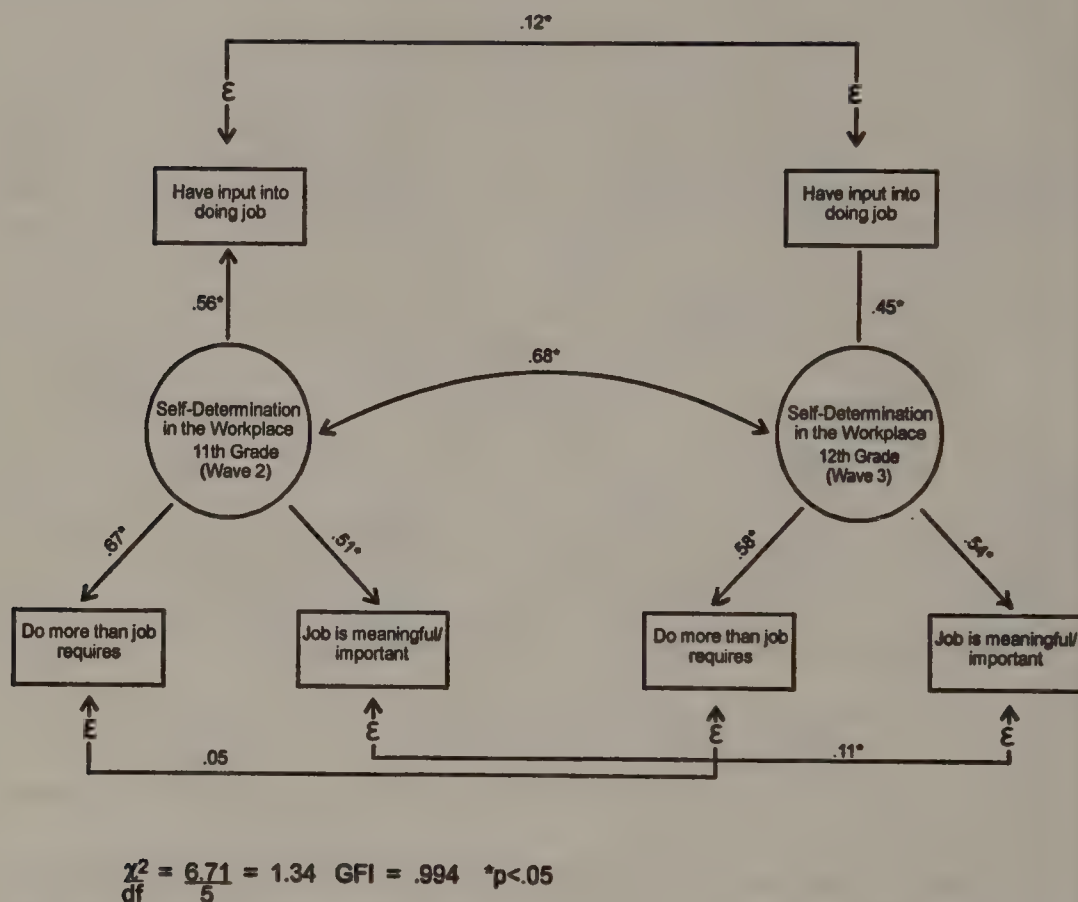 .12*
ε
ε
Have input into
doing job
Have input into
doing job
.56*
.45*
.68*
Self-Determination
in the Workplace
11th Grade
(Wave 2)
Self-Determination
in the Workplace
12th Grade
(Wave 3)
.67*
.51*
.58*
.54*
Do more than job
requires
Job is meaningful/
important
Do more than job
requires
Job is meaningful/
important
ε
ε
ε
ε
.05
.11*
χ² = 6.71 = 1.34 GFI = .994 *p<.05
df 5